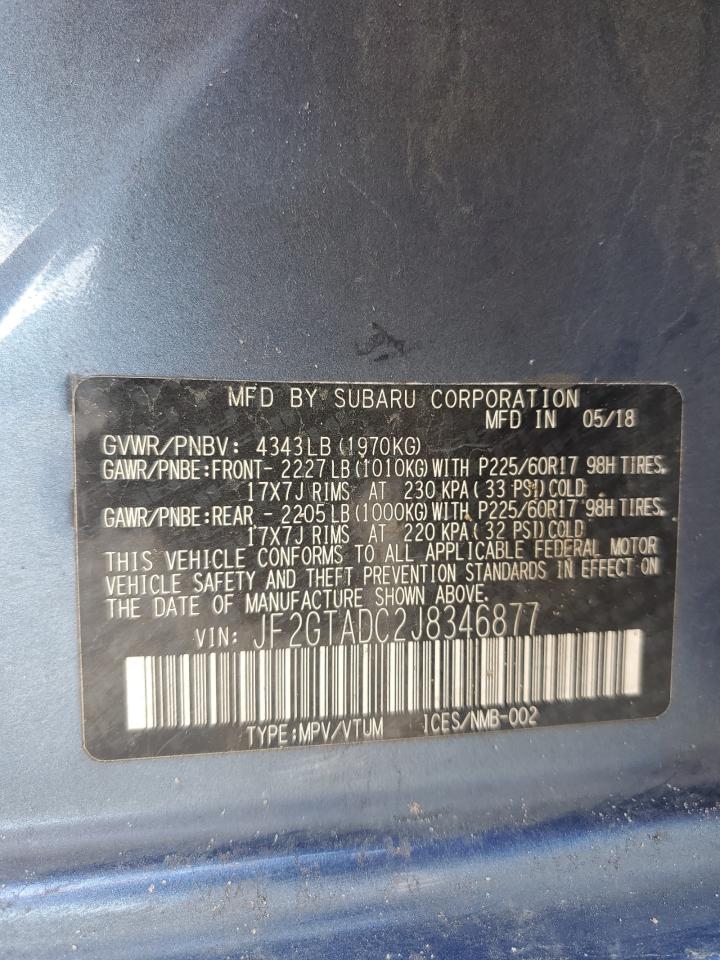 MFD BY SUBARU CORPORATION
MFD IN 05/18
GVWR/PNBV: 4343LB(1970KG)
GAWR/PNBE:FRONT- 2227LB(1010KG)WITH P225/60R17 98H TIRES,
17X7J RIMS AT 230 KPA( 33 PSI)COLD
GAWR/PNBE:REAR - 2205LB(1000KG)WITH P225/60R17 98H TIRES,
17X7J RIMS AT 220 KPA( 32 PSI)COLD
THIS VEHICLE CONFORMS TO ALL APPLICABLE FEDERAL MOTOR
VEHICLE SAFETY AND THEFT PREVENTION STANDARDS IN EFFECT ON
THE DATE OF MANUFACTURE SHOWN ABOVE.
VIN: JF2GTADC2J8346877
TYPE:MPV/VTUM ICES/NMB-002